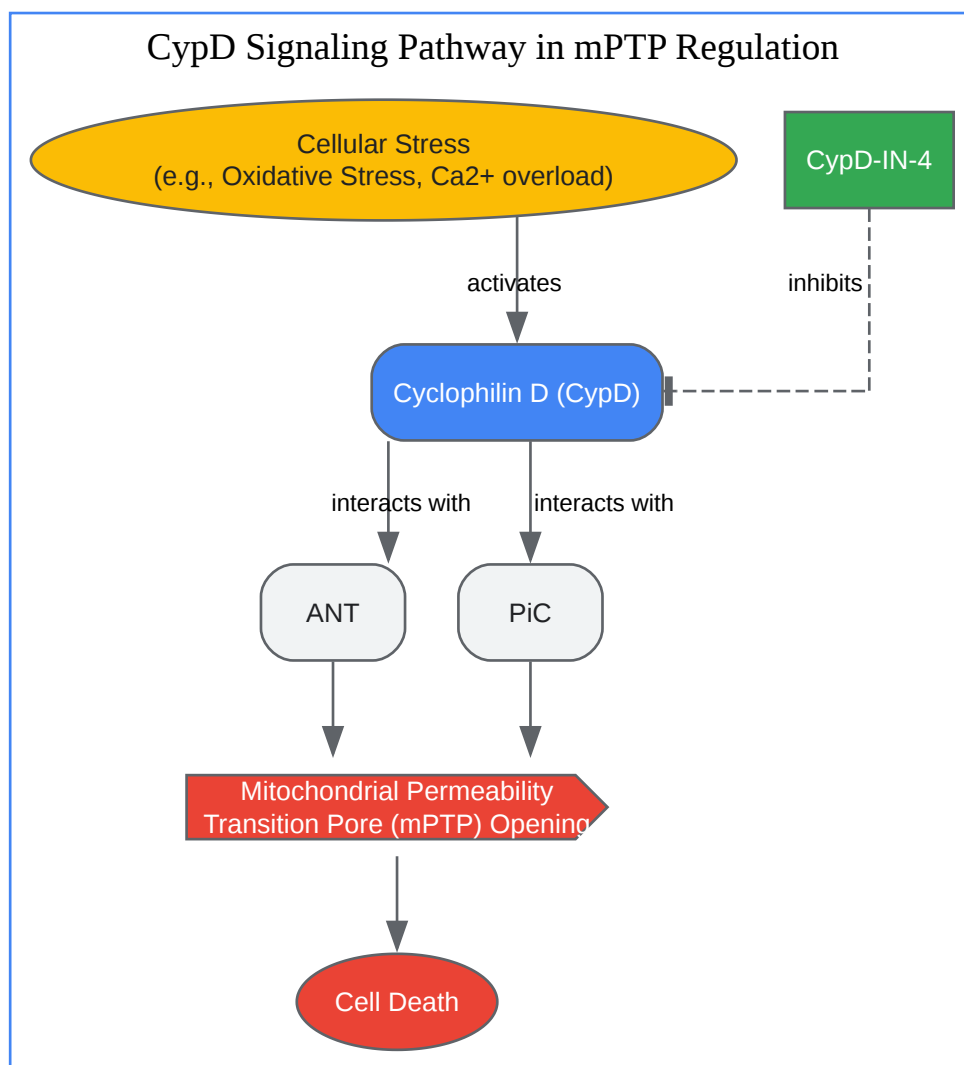 CypD Signaling Pathway in mPTP Regulation
Cellular Stress
(e.g., Oxidative Stress, Ca2+ overload)
CypD-IN-4
activates
inhibits
Cyclophilin D (CypD)
interacts with
interacts with
ANT
PiC
Mitochondrial Permeability
Transition Pore (mPTP) Opening
Cell Death